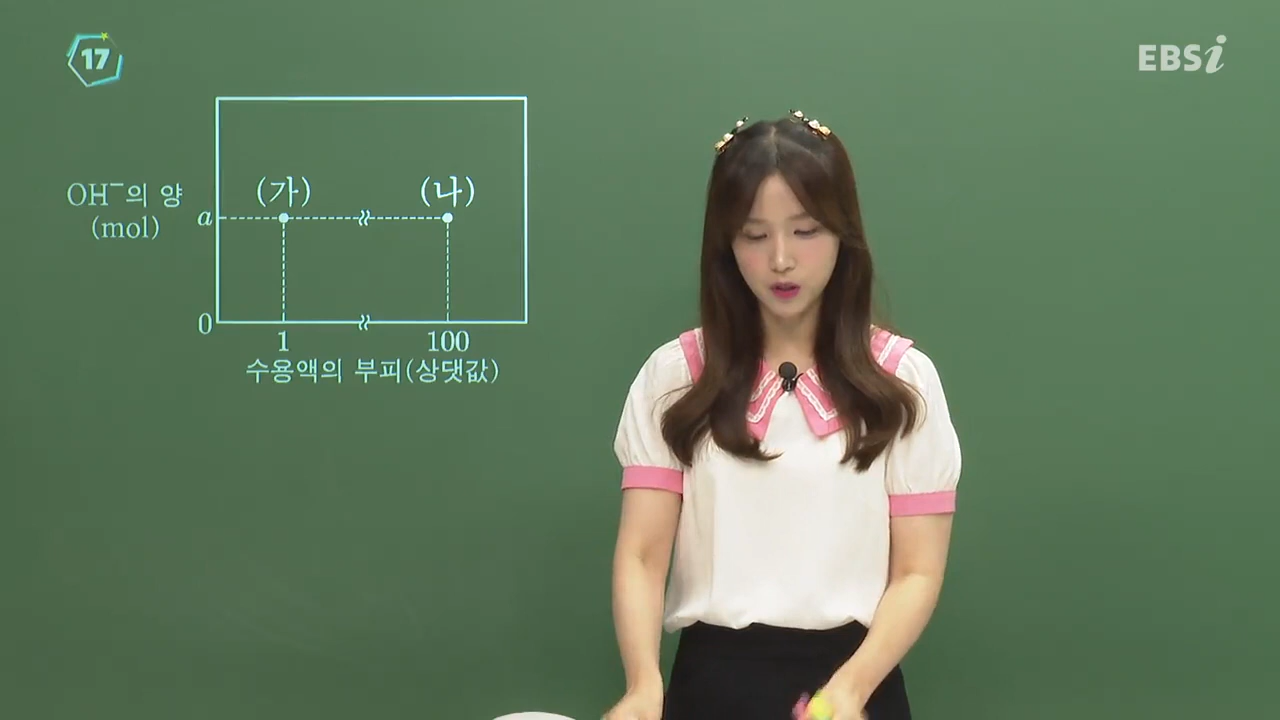 17
EBSi
(가)
(나)
OH⁻의 양
(mol)
a
0
1
100
수용액의 부피(상댓값)